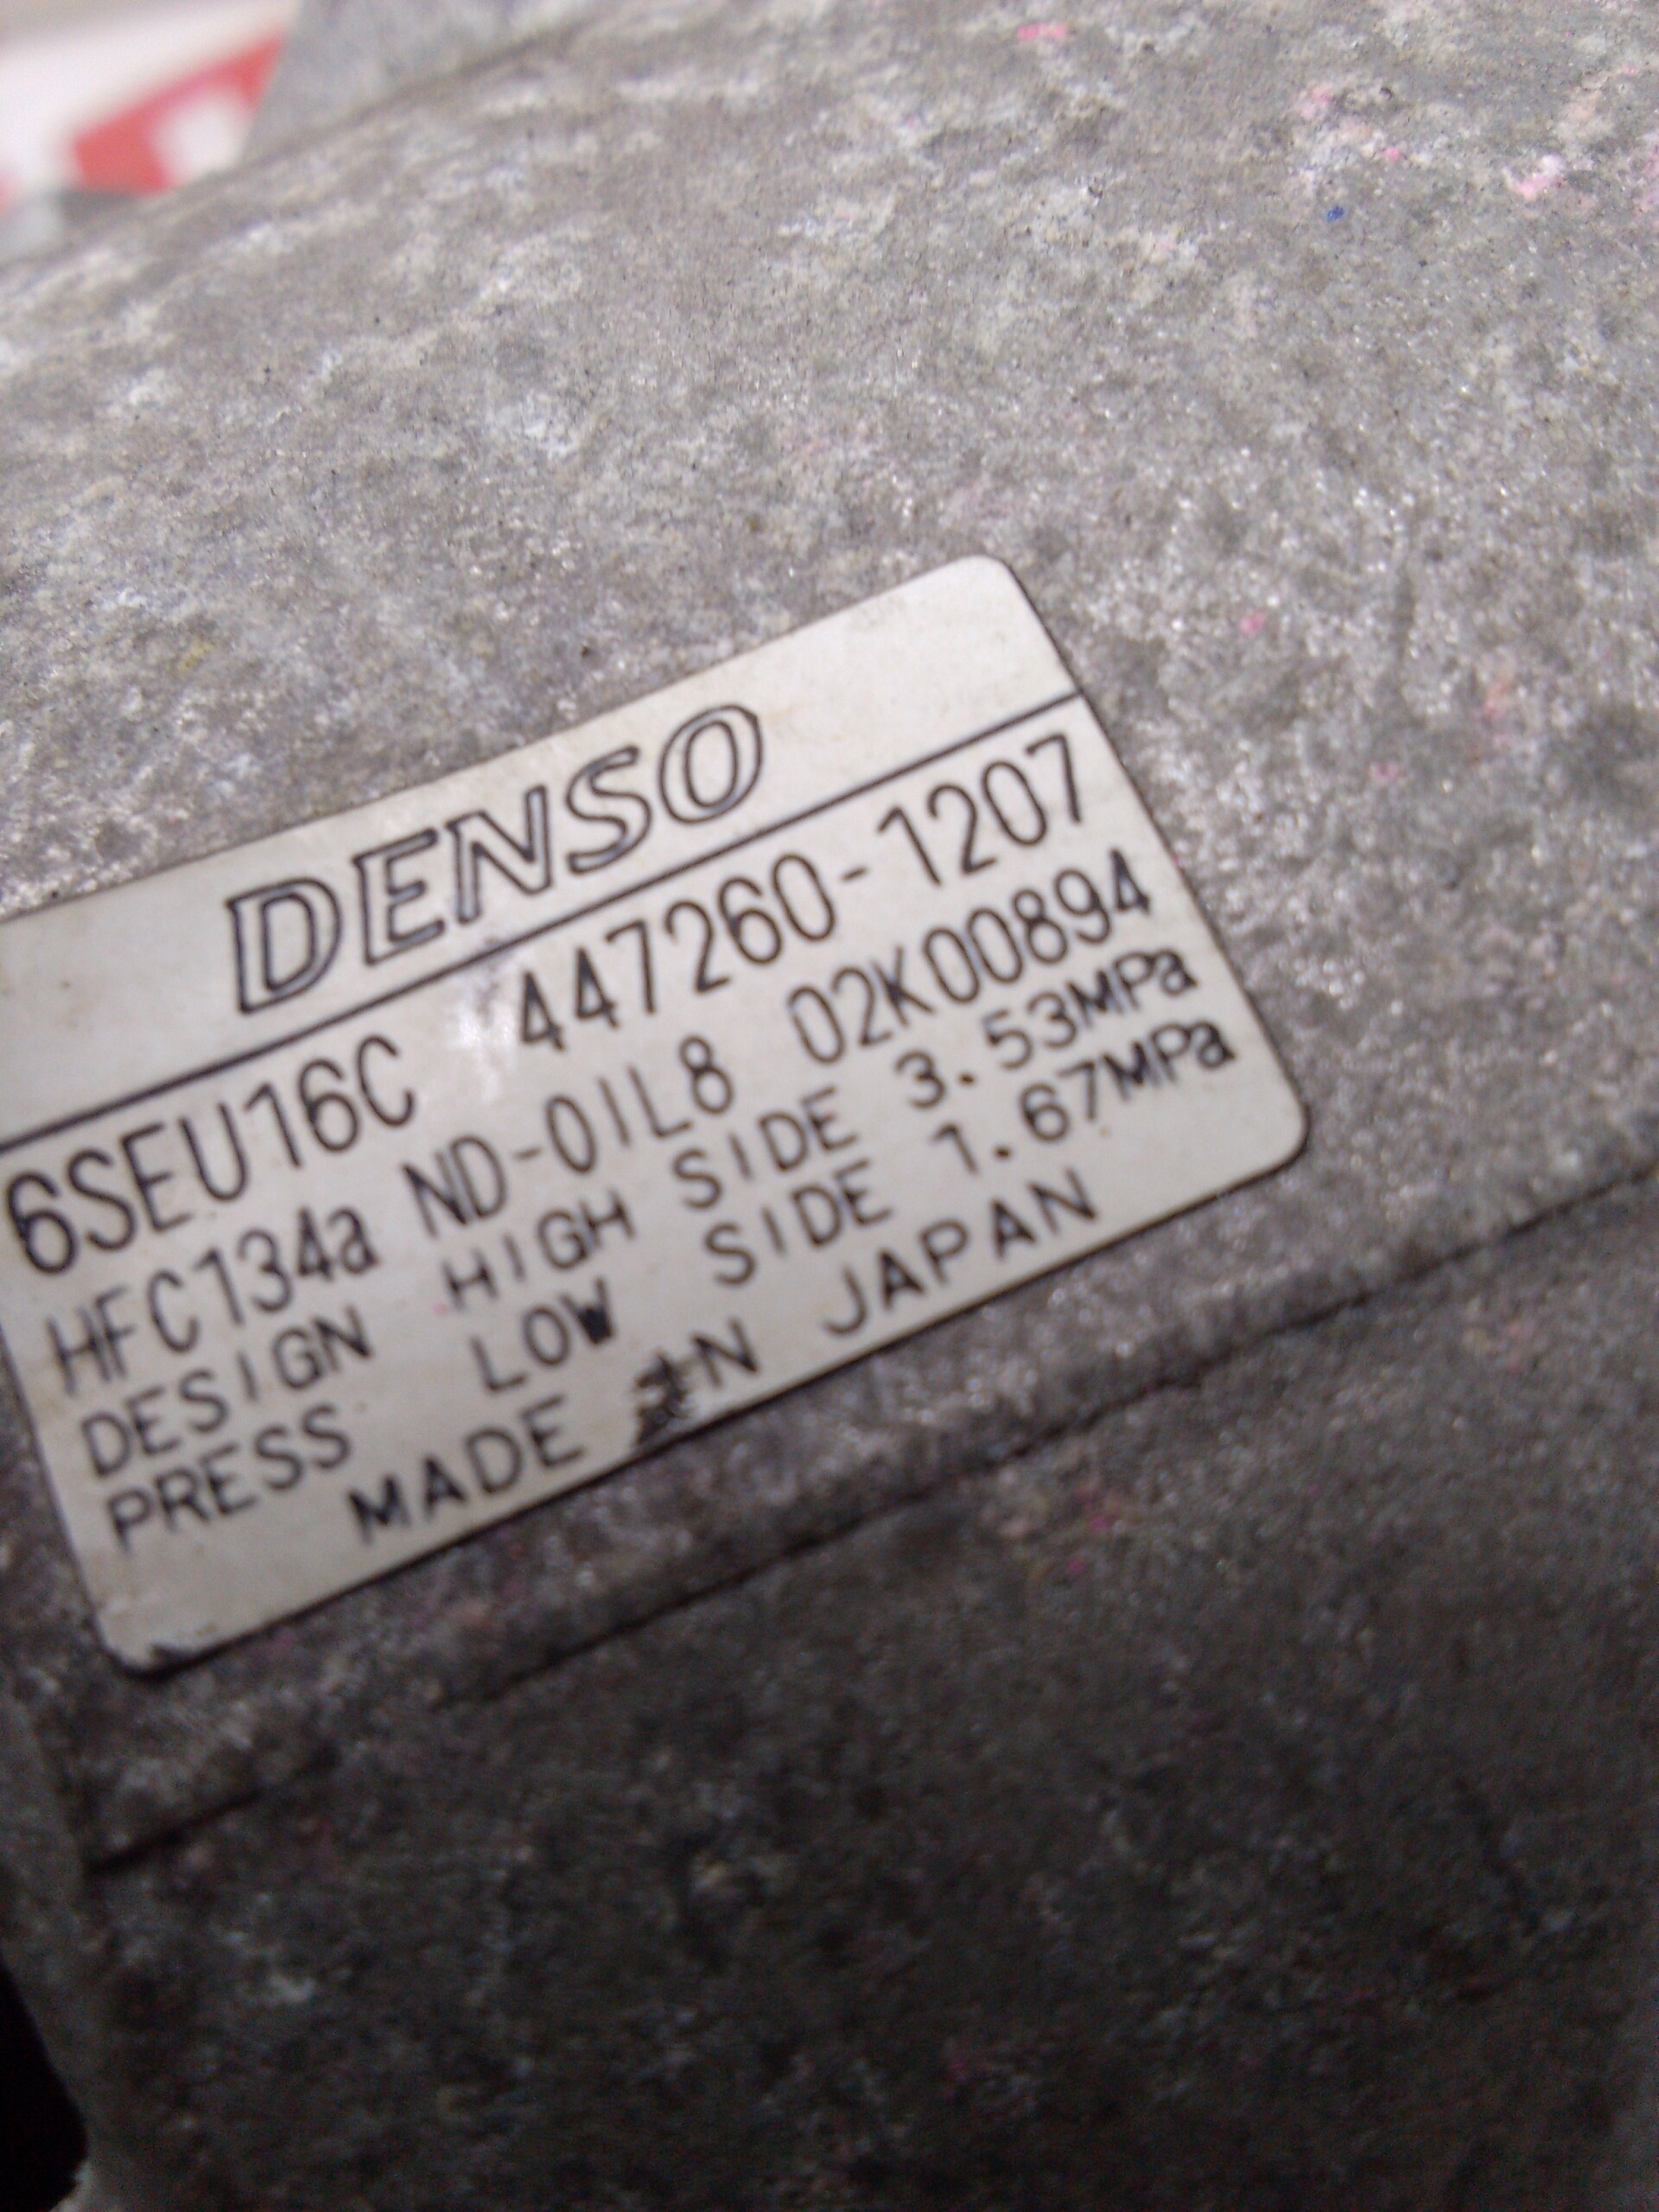 DENSO
6SEU16C 447260-1207
HFC134a ND-OIL8 02K00894
DESIGN HIGH SIDE 3.53MPa
PRESS LOW SIDE 1.67MPa
MADE IN JAPAN